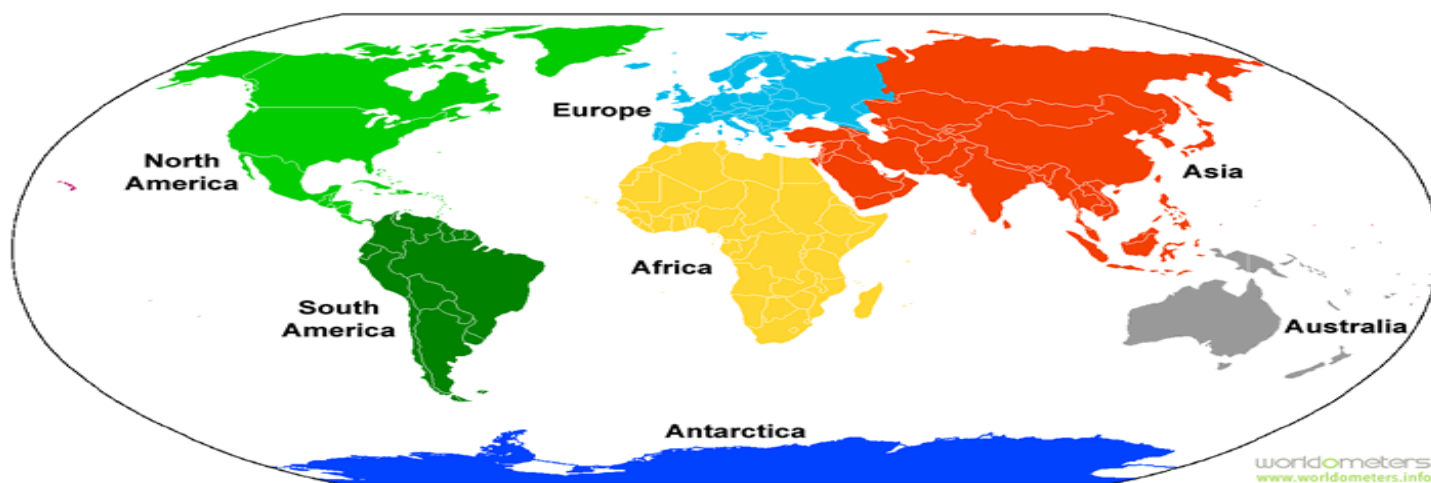 Europe
North
America
Asia
Africa
South
America
Australia
Antarctica
worldometers
www.worldometers.info